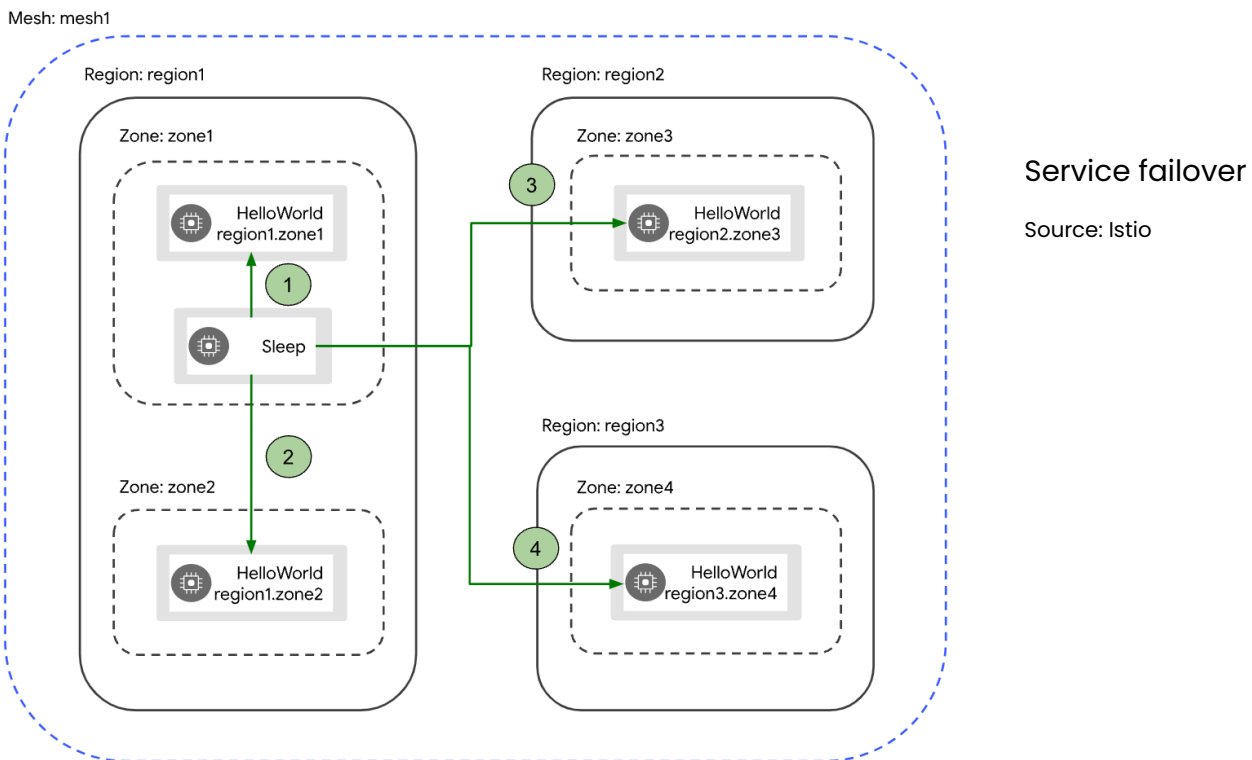 Mesh: mesh1
Region: region1
Zone: zone1
HelloWorld
region1.zone1
1
Sleep
2
Zone: zone2
HelloWorld
region1.zone2
Region: region2
Zone: zone3
3
HelloWorld
region2.zone3
Region: region3
Zone: zone4
4
HelloWorld
region3.zone4
Service failover
Source: Istio